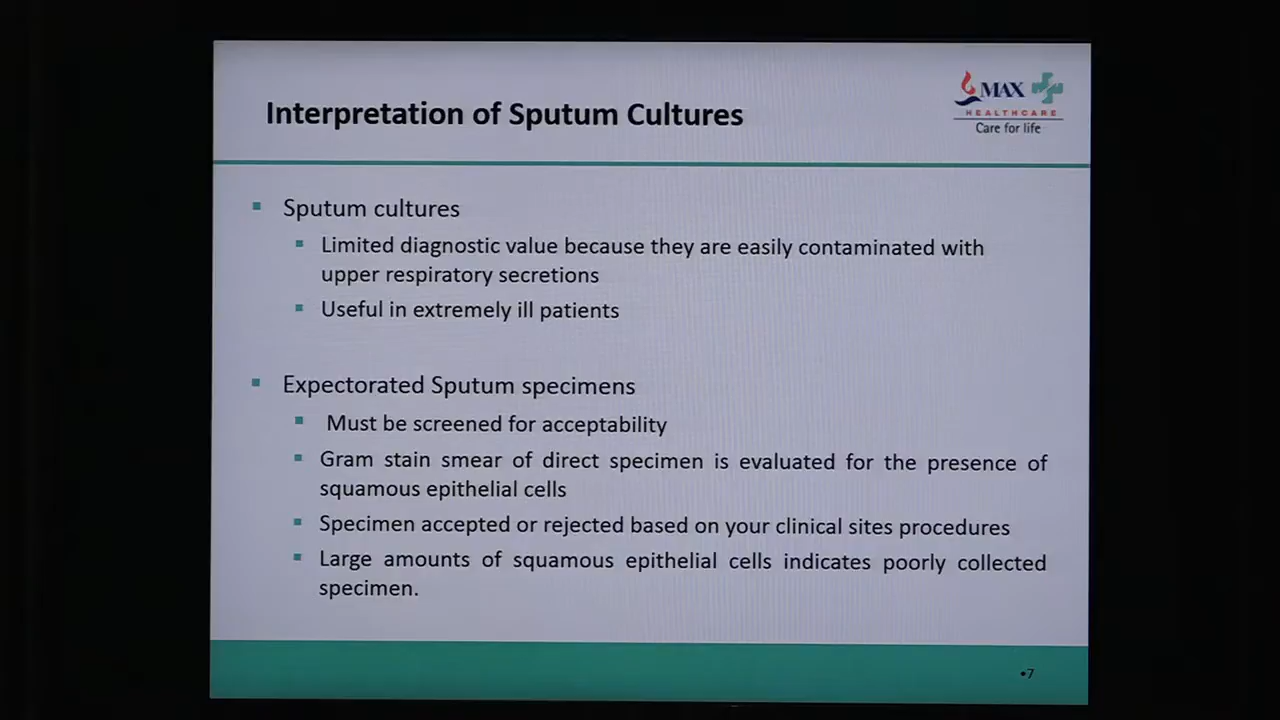 Interpretation of Sputum Cultures
MAX
HEALTHCARE
Care for life
Sputum cultures
Limited diagnostic value because they are easily contaminated with
upper respiratory secretions
Useful in extremely ill patients
Expectorated Sputum specimens
Must be screened for acceptability
Gram stain smear of direct specimen is evaluated for the presence of
squamous epithelial cells
Specimen accepted or rejected based on your clinical sites procedures
Large amounts of squamous epithelial cells indicates poorly collected
specimen.
•7